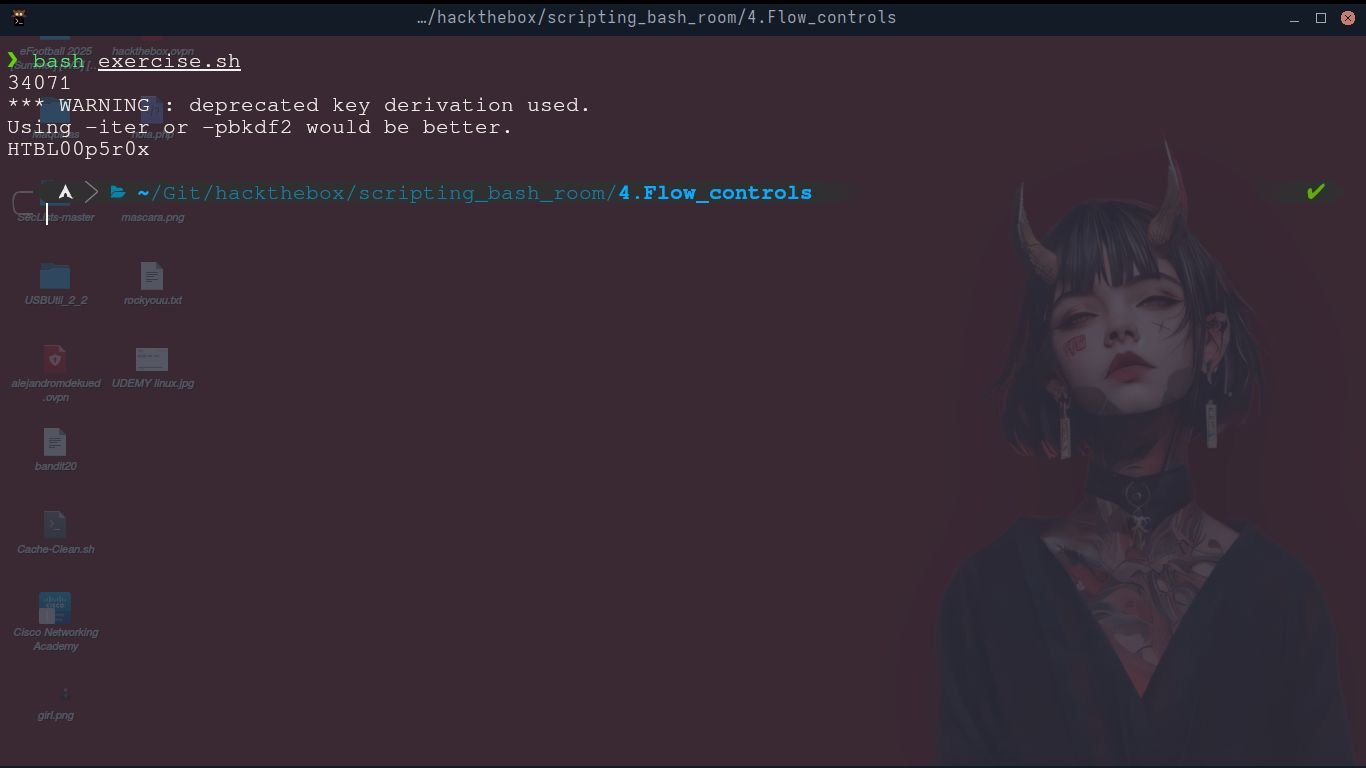 …/hackthebox/scripting_bash_room/4.Flow_controls
eFootball 2025 hackthebox.ovpn
❯ bash exercise.sh
34071
*** WARNING : deprecated key derivation used.
Using -iter or -pbkdf2 would be better.
HTBL00p5r0x
~/Git/hackthebox/scripting_bash_room/4.Flow_controls ✔
SecLists-master mascara.png
USBUtil_2_2 rockyouu.txt
alejandromdekued.ovpn UDEMY linux.jpg
bandit20
Cache-Clean.sh
CISCO
Cisco Networking
Academy
girl.png